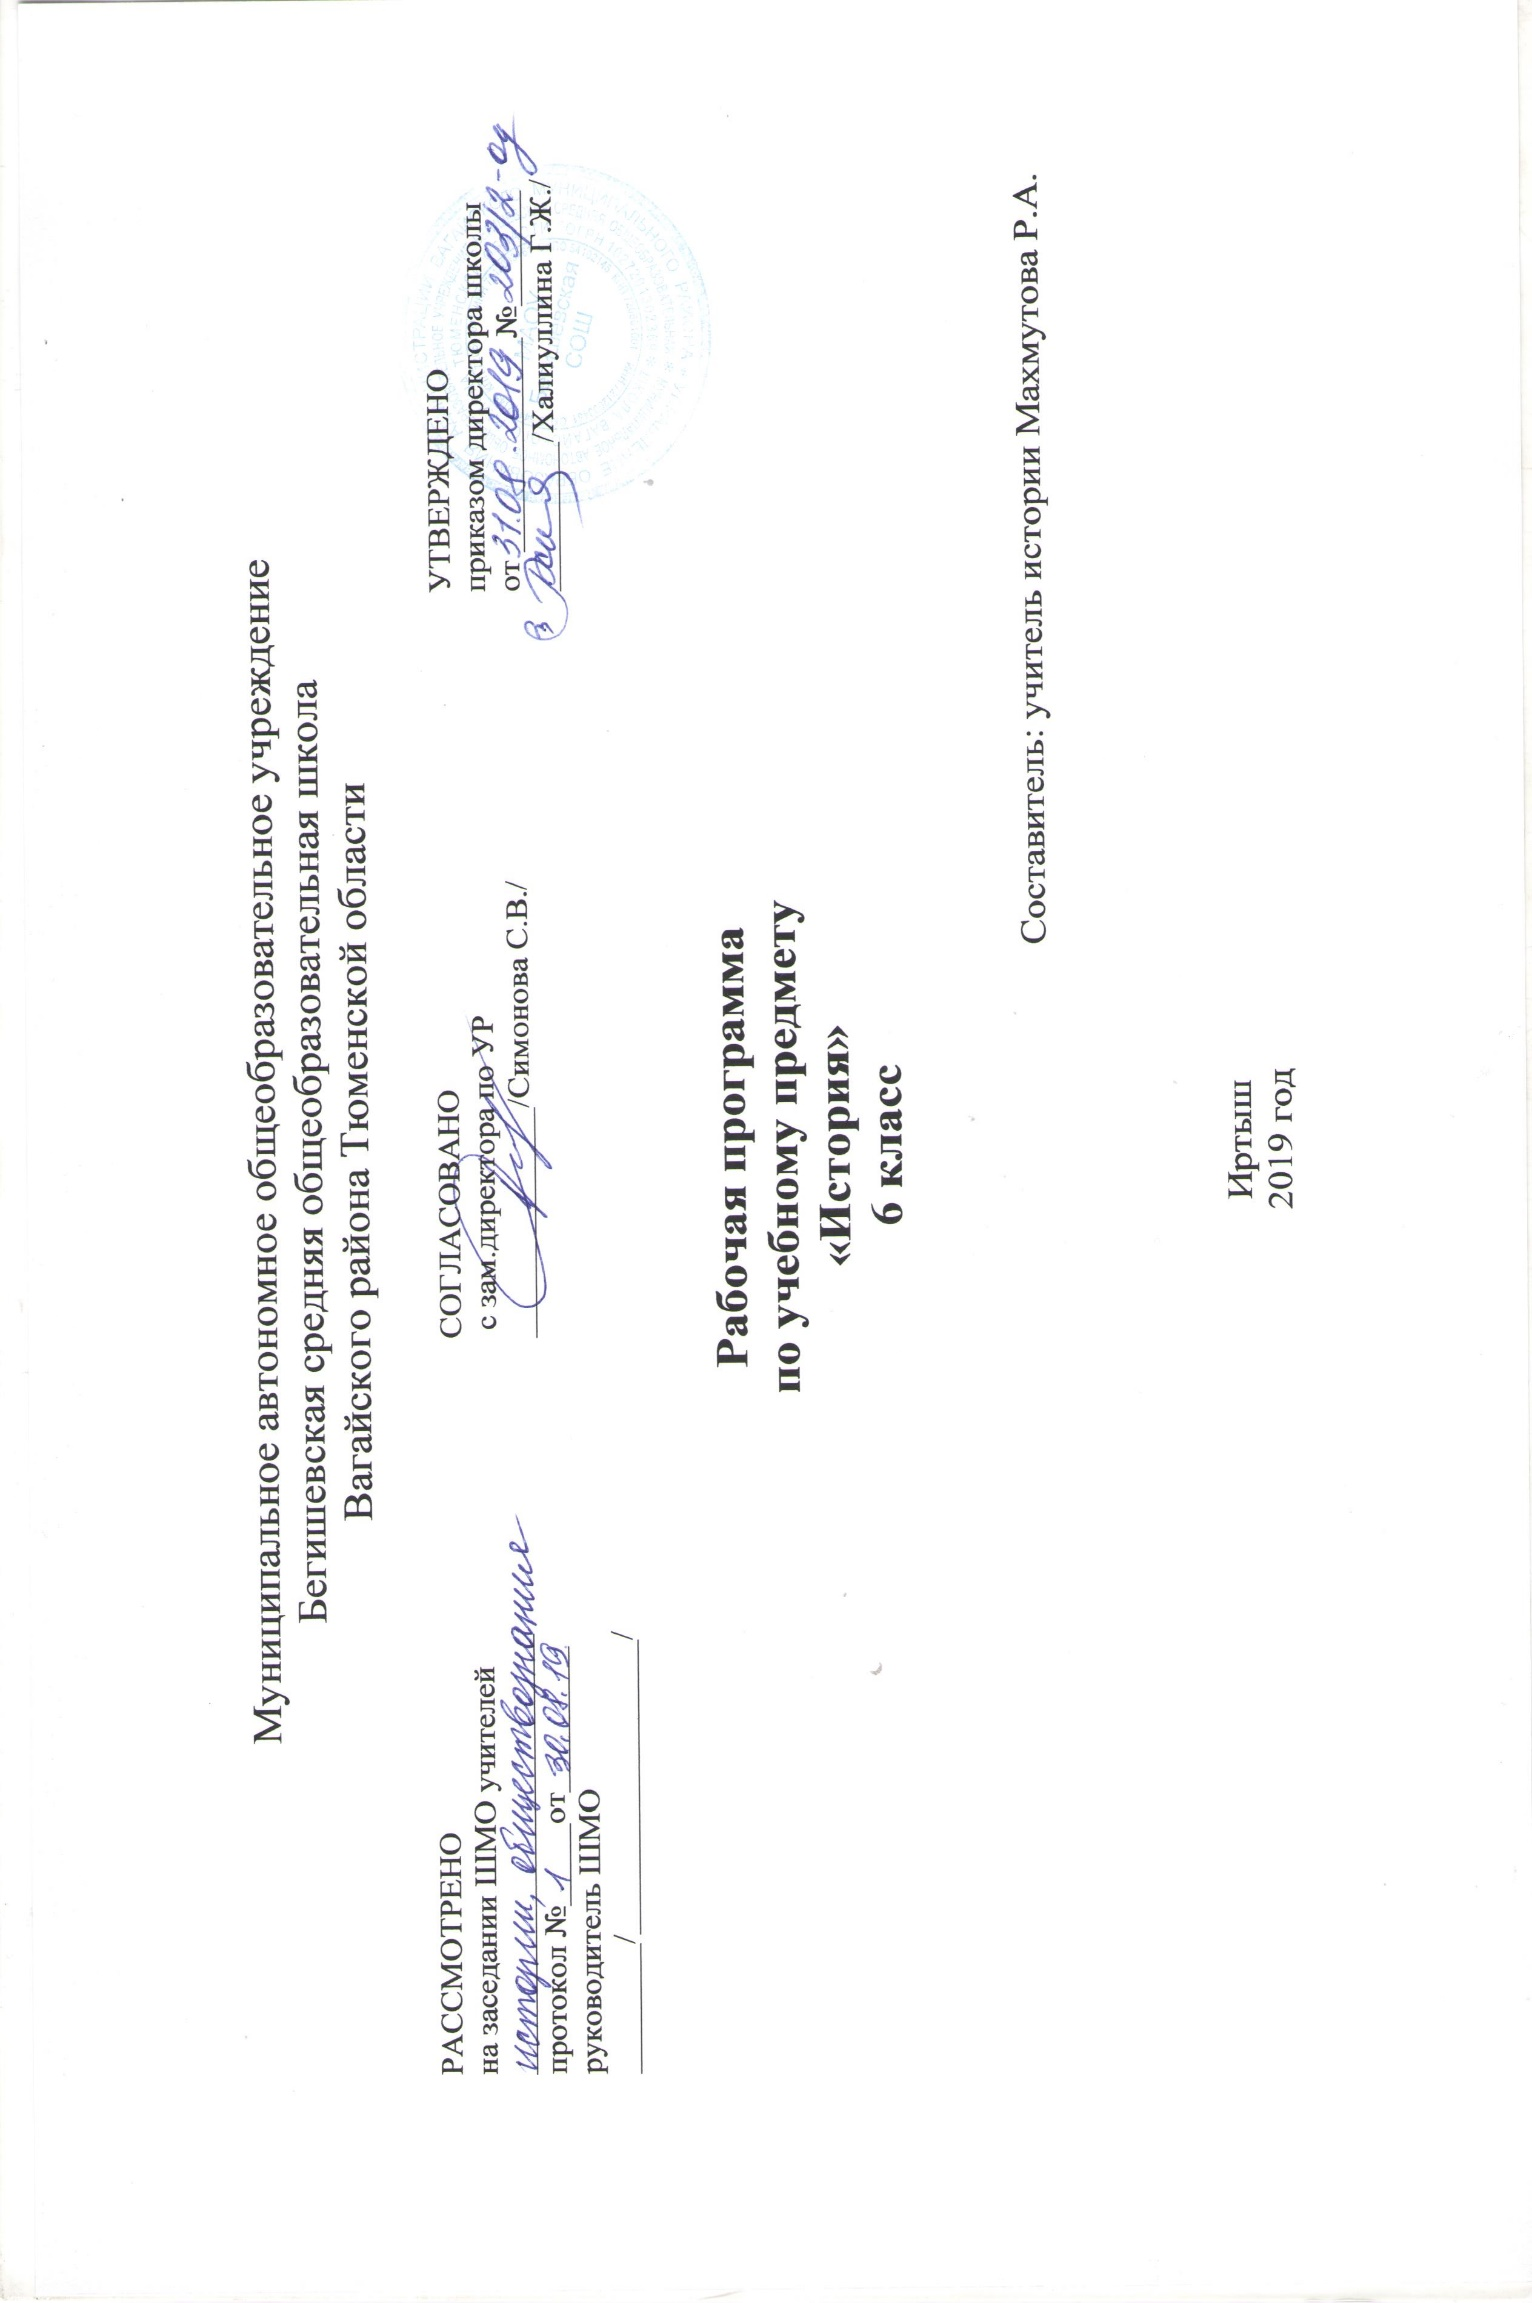 Муниципальное автономное общеобразовательное учреждение
Бегишевская средняя общеобразовательная школа
Вагайского района Тюменской области
РАССМОТРЕНО
на заседании ШМО учителей
истории, обществознание
протокол № 1 от 30.08.19
руководитель ШМО
/ /
СОГЛАСОВАНО
с зам.директора по УР
/Симонова С.В./
УТВЕРЖДЕНО
приказом директора школы
от 31.08.2019 № 203/2-од
/Халиуллина Г.Ж./
СОШ
Рабочая программа
по учебному предмету
«История»
6 класс
Составитель: учитель истории Махмутова Р.А.
Иртыш
2019 год